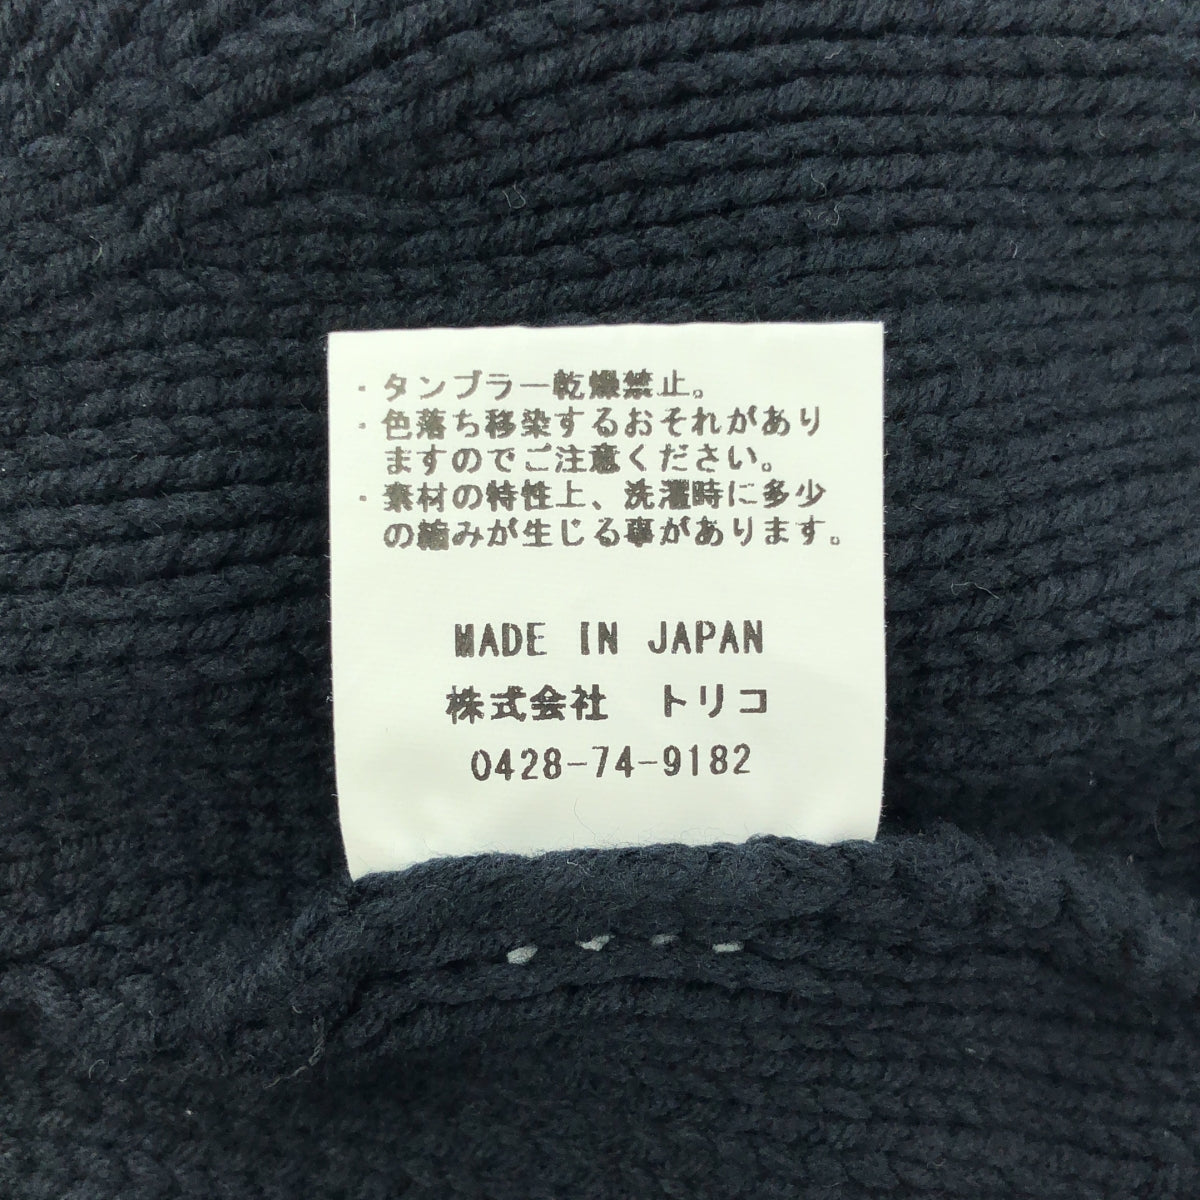 ・タンブラー乾燥禁止。
・色落ち移染するおそれがあり
ますのでご注意ください。
・素材の特性上、洗濯時に多少
の縮みが生じる事があります。
MADE IN JAPAN
株式会社　トリコ
0428-74-9182